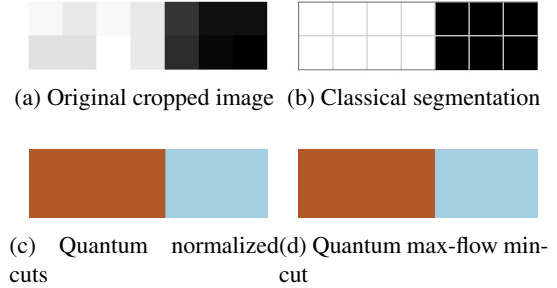 (a) Original cropped image
(b) Classical segmentation
(c) Quantum normalized
cuts
(d) Quantum max-flow min-
cut